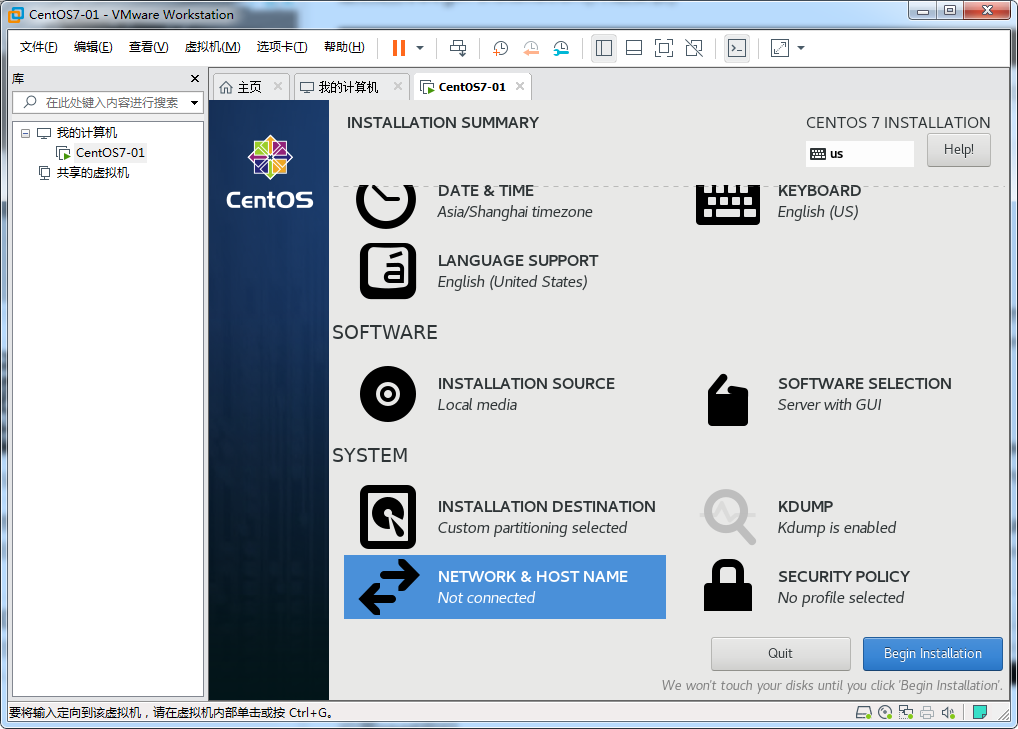 CentOS7-01 - VMware Workstation
文件(F) 编辑(E) 查看(V) 虚拟机(M) 选项卡(T) 帮助(H)
库
在此处键入内容进行搜索
我的计算机
CentOS7-01
共享的虚拟机
主页 我的计算机 CentOS7-01
CentOS
INSTALLATION SUMMARY
CENTOS 7 INSTALLATION
us
Help!
DATE & TIME
Asia/Shanghai timezone
KEYBOARD
English (US)
LANGUAGE SUPPORT
English (United States)
SOFTWARE
INSTALLATION SOURCE
Local media
SOFTWARE SELECTION
Server with GUI
SYSTEM
INSTALLATION DESTINATION
Custom partitioning selected
KDUMP
Kdump is enabled
NETWORK & HOST NAME
Not connected
SECURITY POLICY
No profile selected
Quit
Begin Installation
We won't touch your disks until you click 'Begin Installation'.
要将输入定向到该虚拟机，请在虚拟机内部单击或按 Ctrl+G。